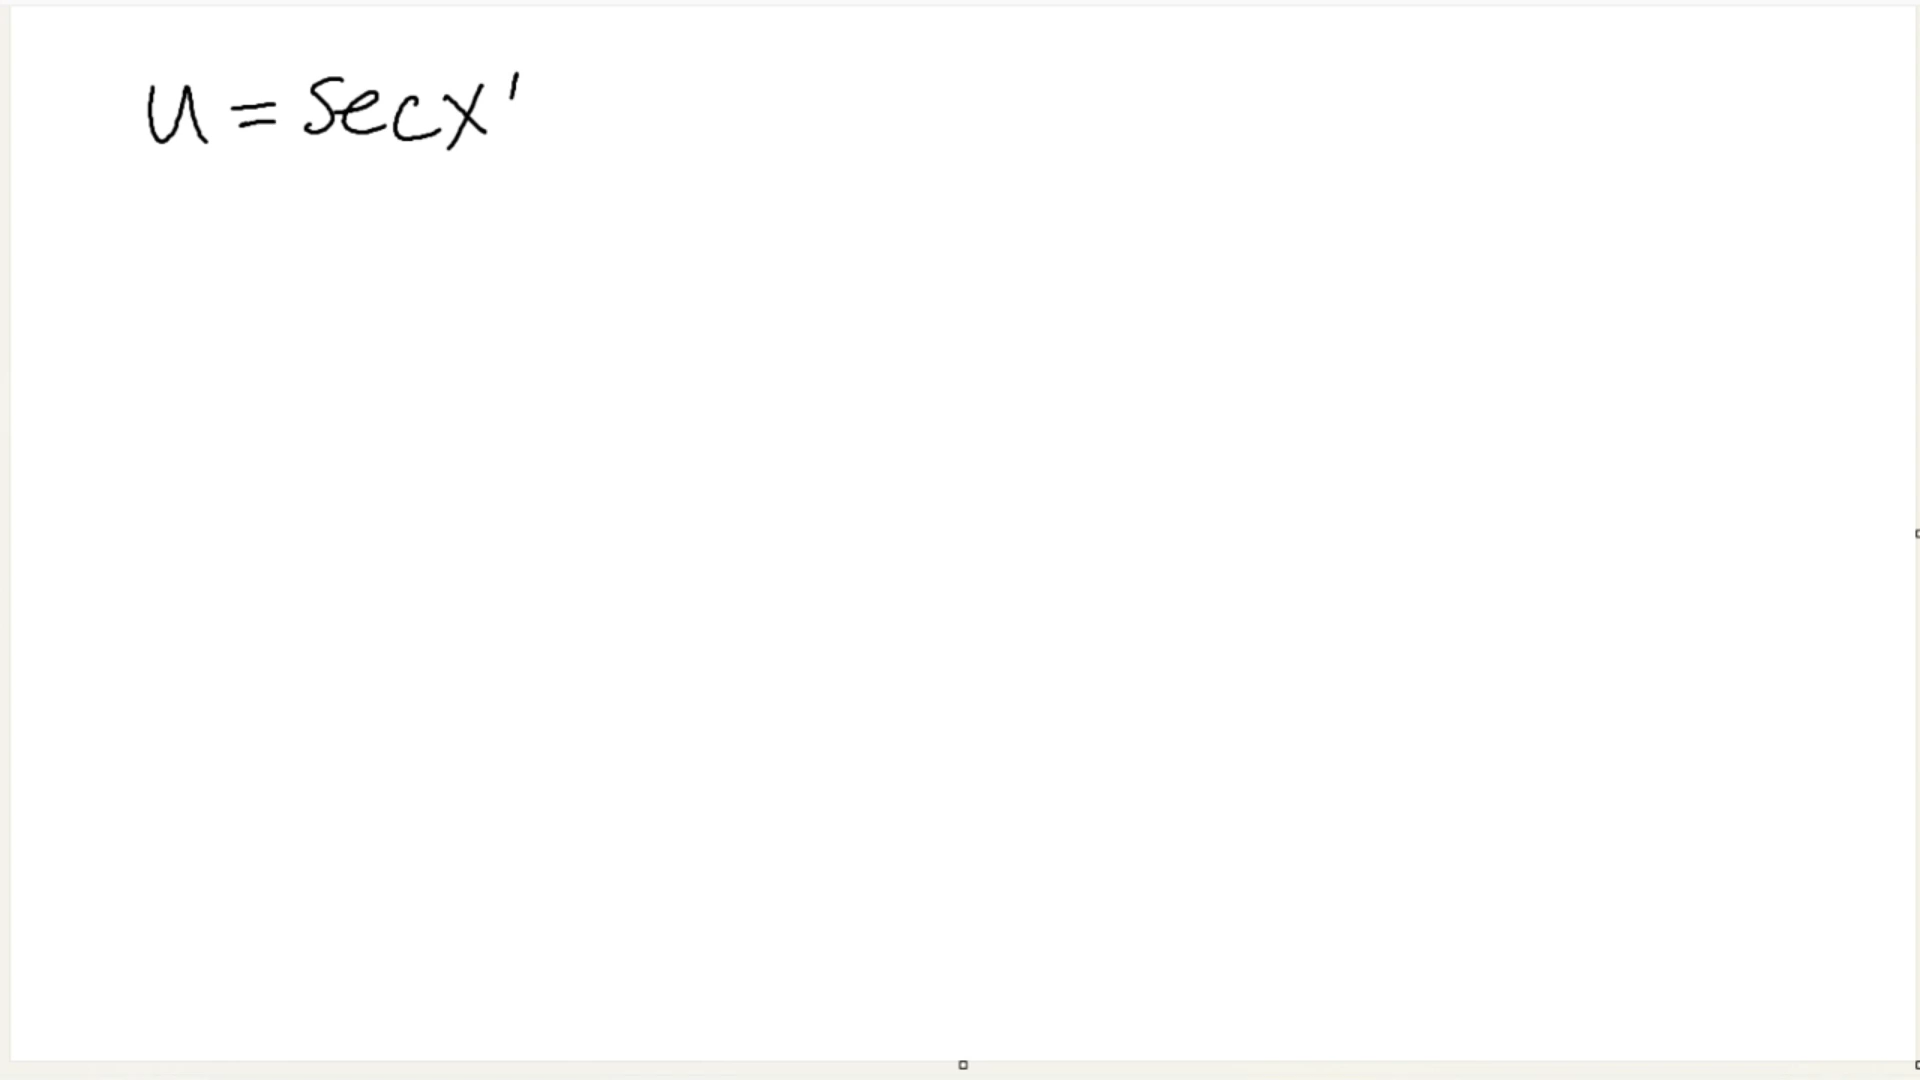 u = secx'